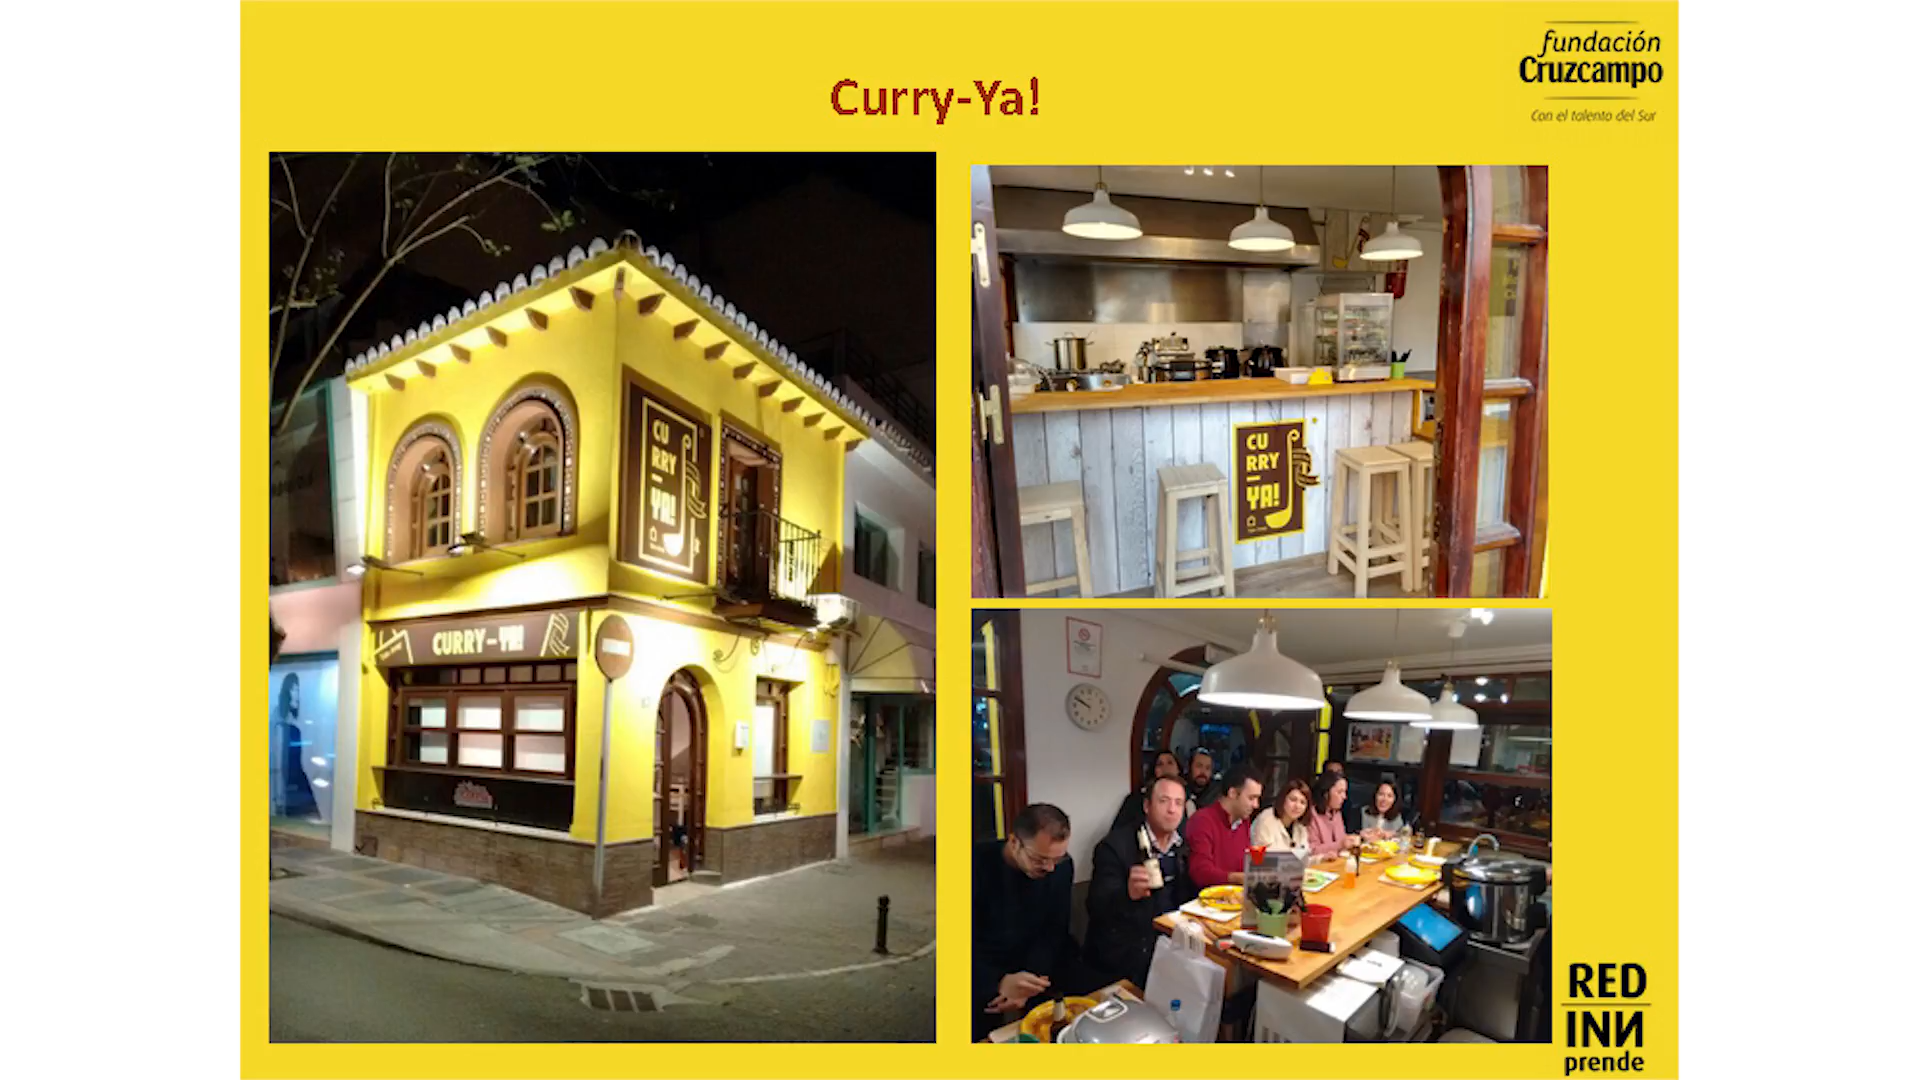 fundación
Cruzcampo
Con el talento del Sur
Curry-Ya!
CU
RRY
–
YA!
CURRY-YA!
CU
RRY
–
YA!
RED
INN
prende